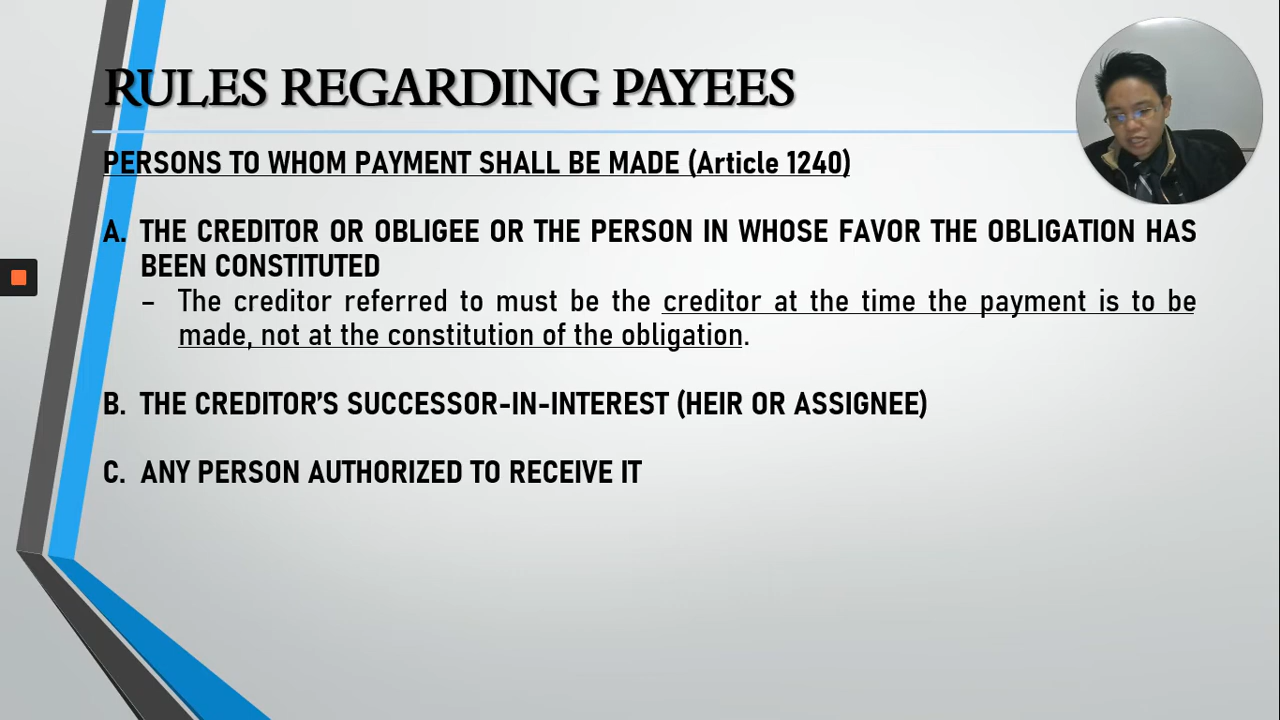 RULES REGARDING PAYEES
PERSONS TO WHOM PAYMENT SHALL BE MADE (Article 1240)
A. THE CREDITOR OR OBLIGEE OR THE PERSON IN WHOSE FAVOR THE OBLIGATION HAS
BEEN CONSTITUTED
– The creditor referred to must be the creditor at the time the payment is to be
made, not at the constitution of the obligation.
B. THE CREDITOR’S SUCCESSOR-IN-INTEREST (HEIR OR ASSIGNEE)
C. ANY PERSON AUTHORIZED TO RECEIVE IT